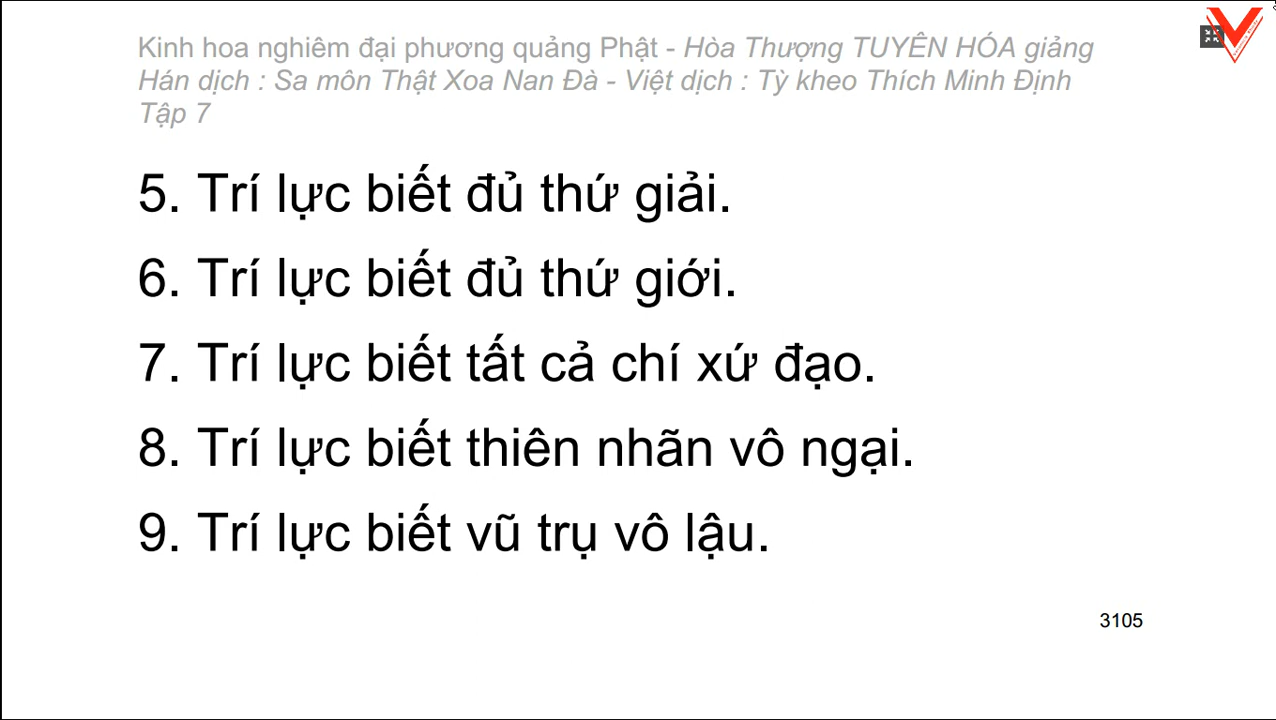 Kinh hoa nghiêm đại phương quảng Phật - Hòa Thượng TUYÊN HÓA giảng
Hán dịch : Sa môn Thật Xoa Nan Đà - Việt dịch : Tỳ kheo Thích Minh Định
Tập 7
5. Trí lực biết đủ thứ giải.
6. Trí lực biết đủ thứ giới.
7. Trí lực biết tất cả chí xứ đạo.
8. Trí lực biết thiên nhãn vô ngại.
9. Trí lực biết vũ trụ vô lậu.
3105